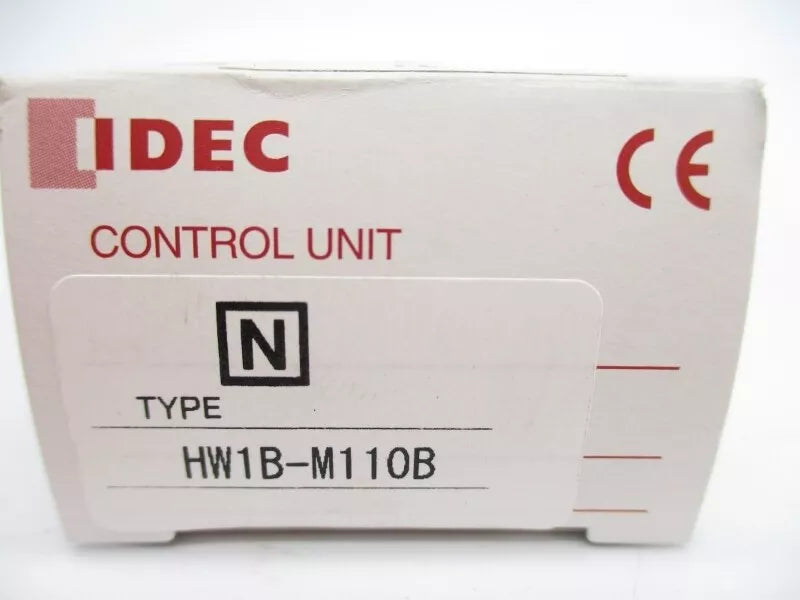 IDEC
CE
CONTROL UNIT
N
TYPE
HW1B-M110B